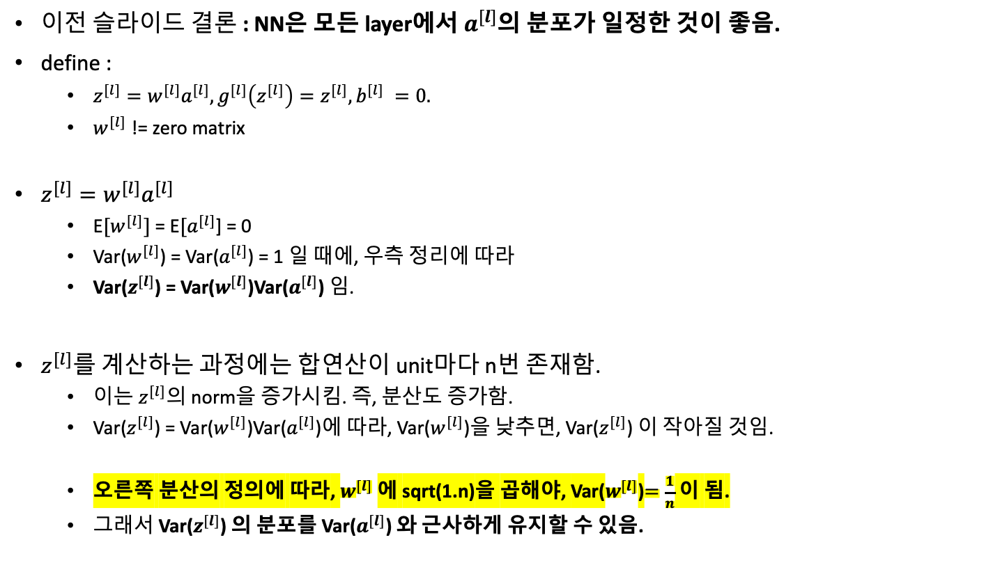 • 이전 슬라이드 결론 : NN은 모든 layer에서 a^[l]의 분포가 일정한 것이 좋음.
• define :
• z^[l] = w^[l]a^[l], g^[l](z^[l]) = z^[l], b^[l] = 0.
• w^[l] != zero matrix
• z^[l] = w^[l]a^[l]
• E[w^[l]] = E[a^[l]] = 0
• Var(w^[l]) = Var(a^[l]) = 1 일 때에, 우측 정리에 따라
• Var(z^[l]) = Var(w^[l])Var(a^[l]) 임.
• z^[l]를 계산하는 과정에는 합연산이 unit마다 n번 존재함.
• 이는 z^[l]의 norm을 증가시킴. 즉, 분산도 증가함.
• Var(z^[l]) = Var(w^[l])Var(a^[l])에 따라, Var(w^[l])을 낮추면, Var(z^[l]) 이 작아질 것임.
• 오른쪽 분산의 정의에 따라, w^[l] 에 sqrt(1.n)을 곱해야, Var(w^[l])= 1/n 이 됨.
• 그래서 Var(z^[l]) 의 분포를 Var(a^[l]) 와 근사하게 유지할 수 있음.